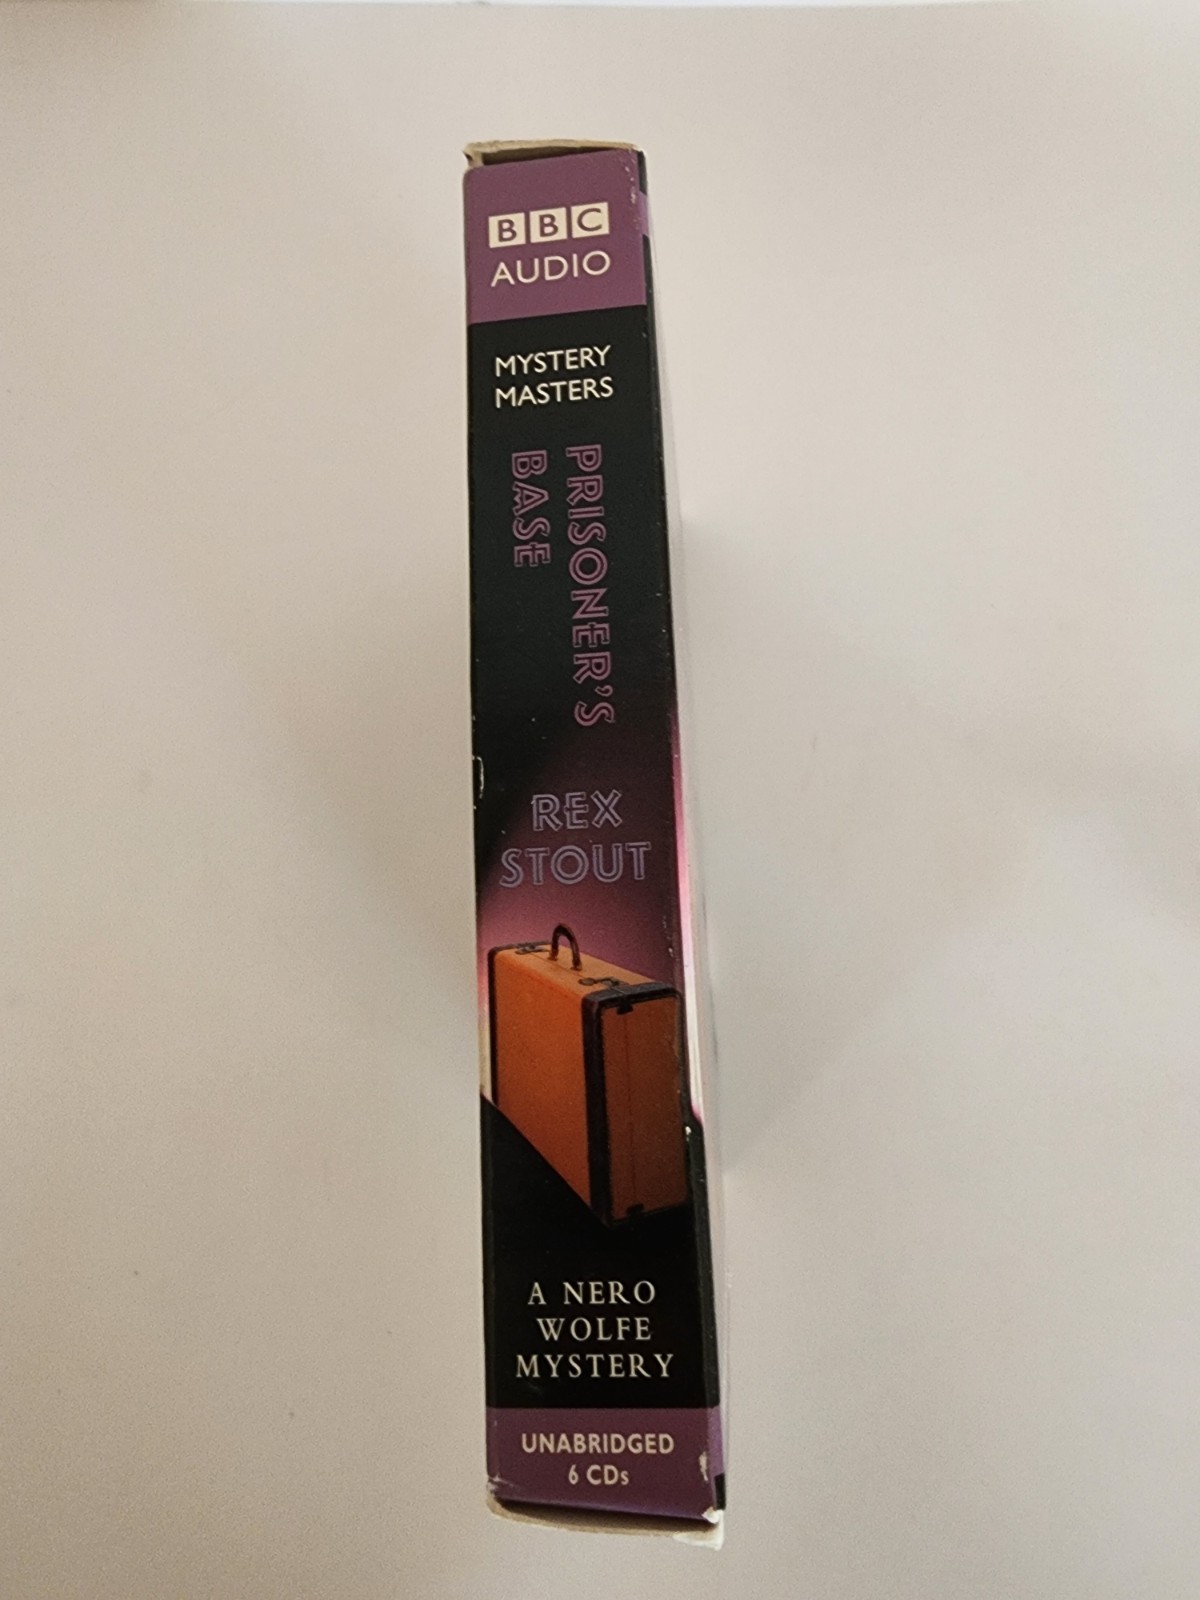 BBC
AUDIO
MYSTERY
MASTERS
PRISONER'S
BASE
REX
STOUT
A NERO
WOLFE
MYSTERY
UNABRIDGED
6 CDs